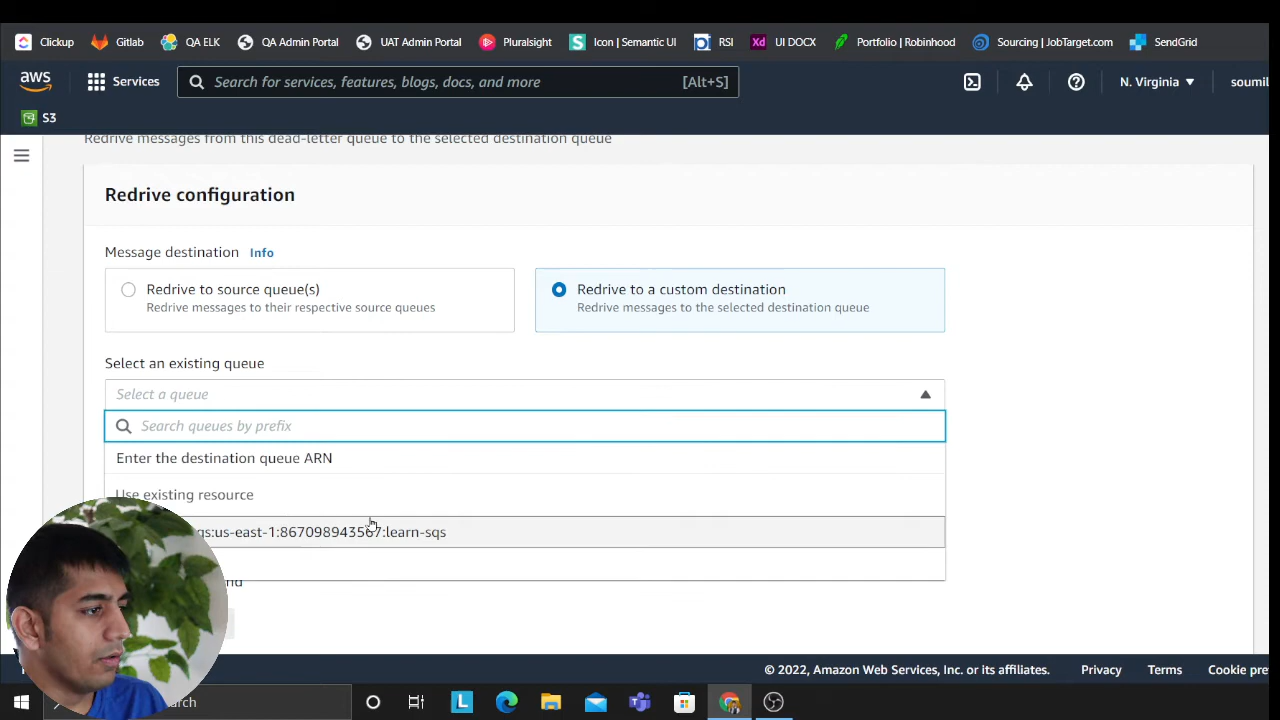 Clickup Gitlab QA ELK QA Admin Portal UAT Admin Portal Pluralsight Icon | Semantic UI RSI Xd UI DOCX Portfolio | Robinhood Sourcing | JobTarget.com SendGrid
aws Services Search for services, features, blogs, docs, and more [Alt+S] N. Virginia soumil
S3
Redrive messages from this dead-letter queue to the selected destination queue
Redrive configuration
Message destination Info
Redrive to source queue(s)
Redrive messages to their respective source queues
Redrive to a custom destination
Redrive messages to the selected destination queue
Select an existing queue
Select a queue
Search queues by prefix
Enter the destination queue ARN
Use existing resource
qs:us-east-1:867098943567:learn-sqs
© 2022, Amazon Web Services, Inc. or its affiliates. Privacy Terms Cookie pre
L